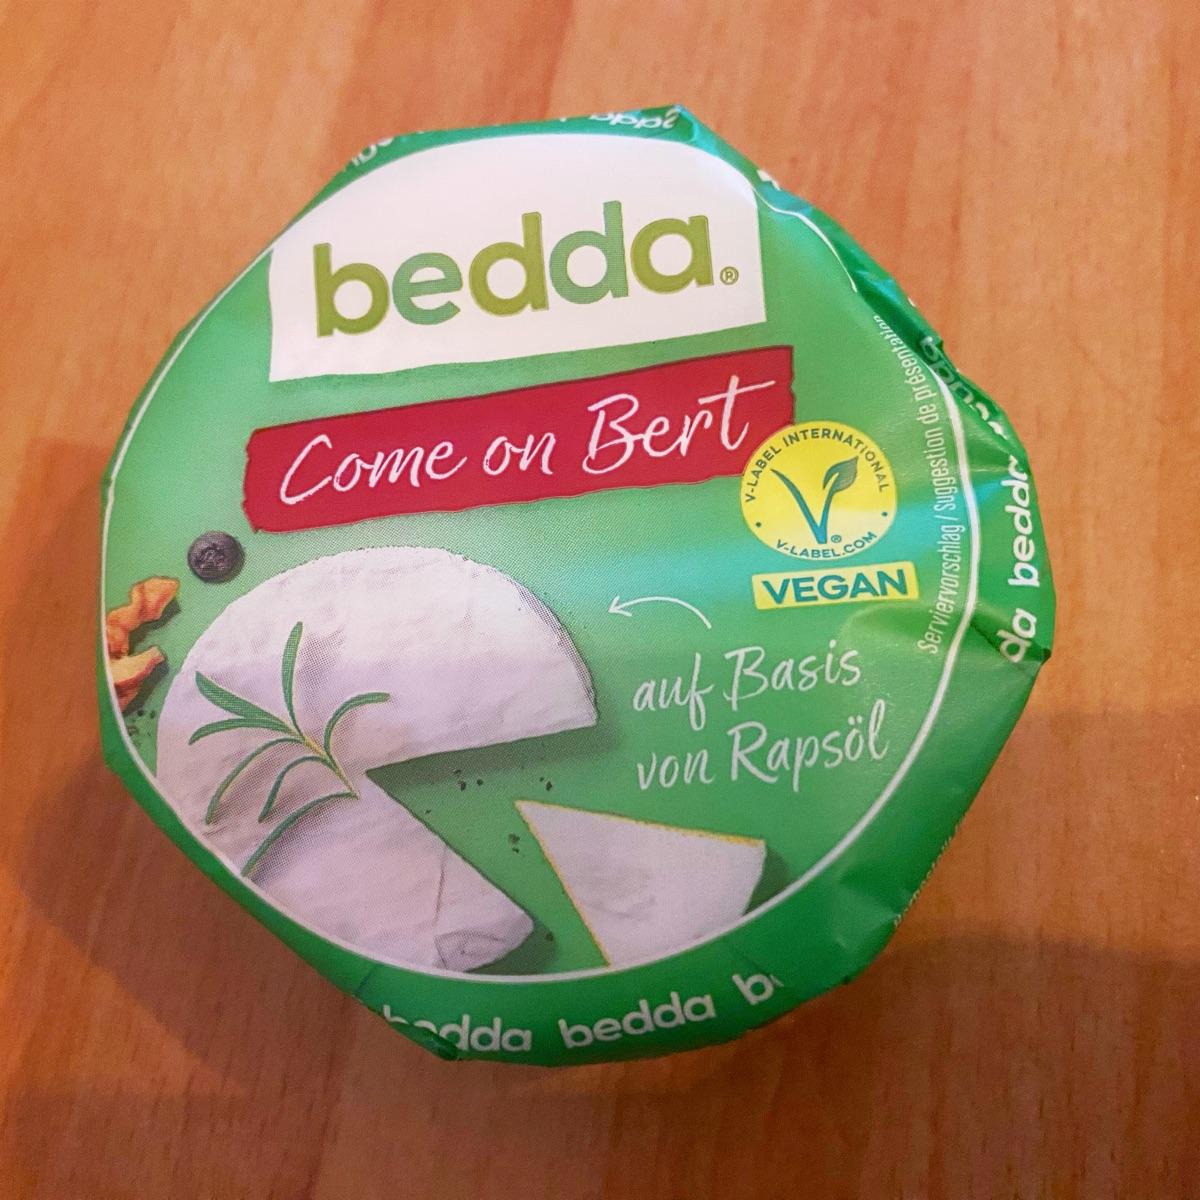 bedda®
Come on Bert
V-LABEL INTERNATIONAL
V-LABEL.COM
VEGAN
auf Basis
von Rapsöl
Serviervorschlag / Suggestion de présentation
bedda
bedda bedda